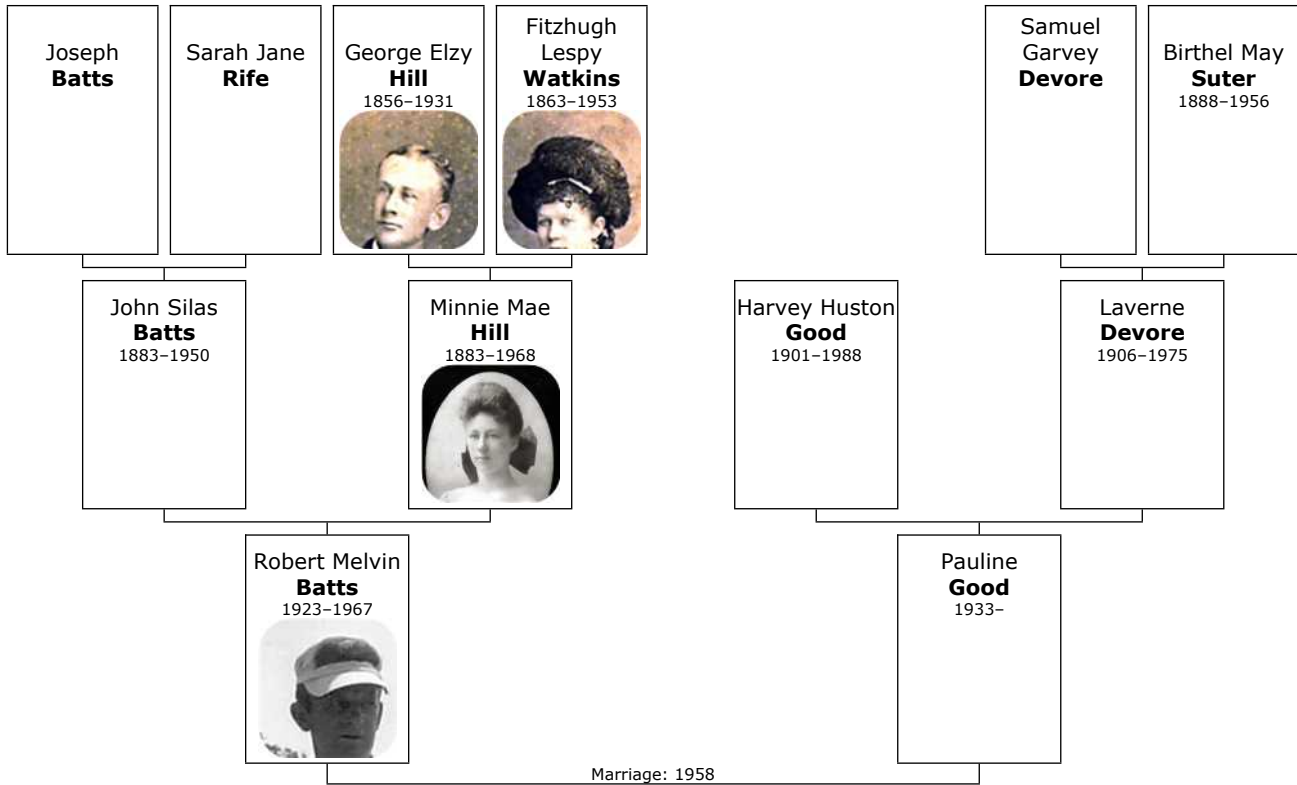 Joseph
Batts
Sarah Jane
Rife
George Elzy
Hill
1856–1931
Fitzhugh
Lespy
Watkins
1863–1953
Samuel
Garvey
Devore
Birthel May
Suter
1888–1956
John Silas
Batts
1883–1950
Minnie Mae
Hill
1883–1968
Harvey Huston
Good
1901–1988
Laverne
Devore
1906–1975
Robert Melvin
Batts
1923–1967
Pauline
Good
1933–
Marriage: 1958